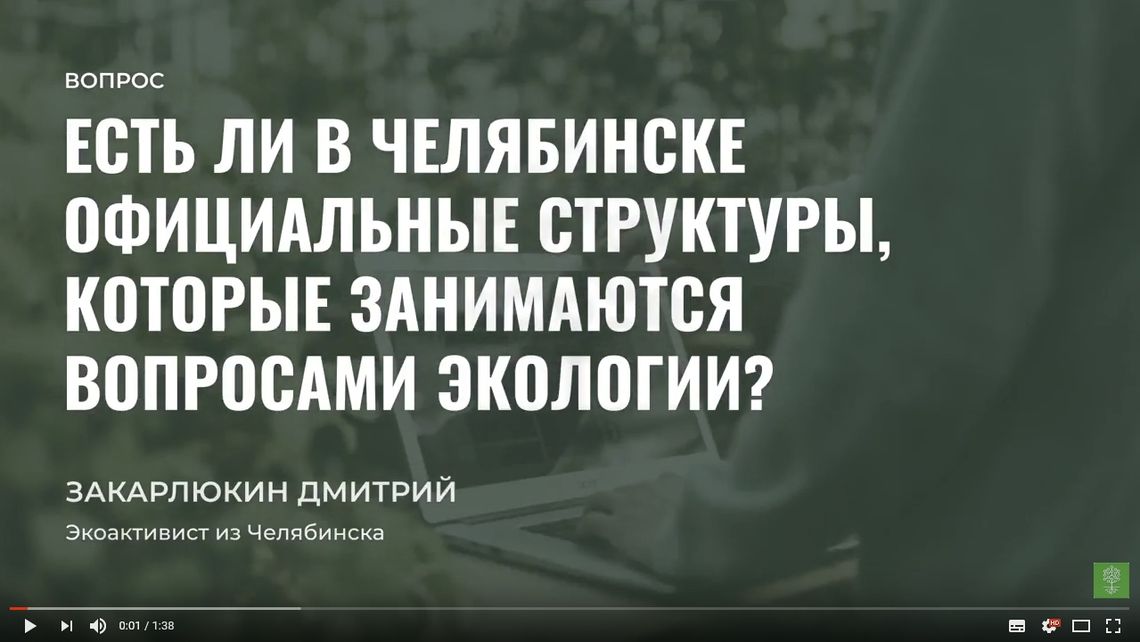 ВОПРОС
ЕСТЬ ЛИ В ЧЕЛЯБИНСКЕ
ОФИЦИАЛЬНЫЕ СТРУКТУРЫ,
КОТОРЫЕ ЗАНИМАЮТСЯ
ВОПРОСАМИ ЭКОЛОГИИ?
ЗАКАРЛЮКИН ДМИТРИЙ
Экоактивист из Челябинска
0:01 / 1:38
HD